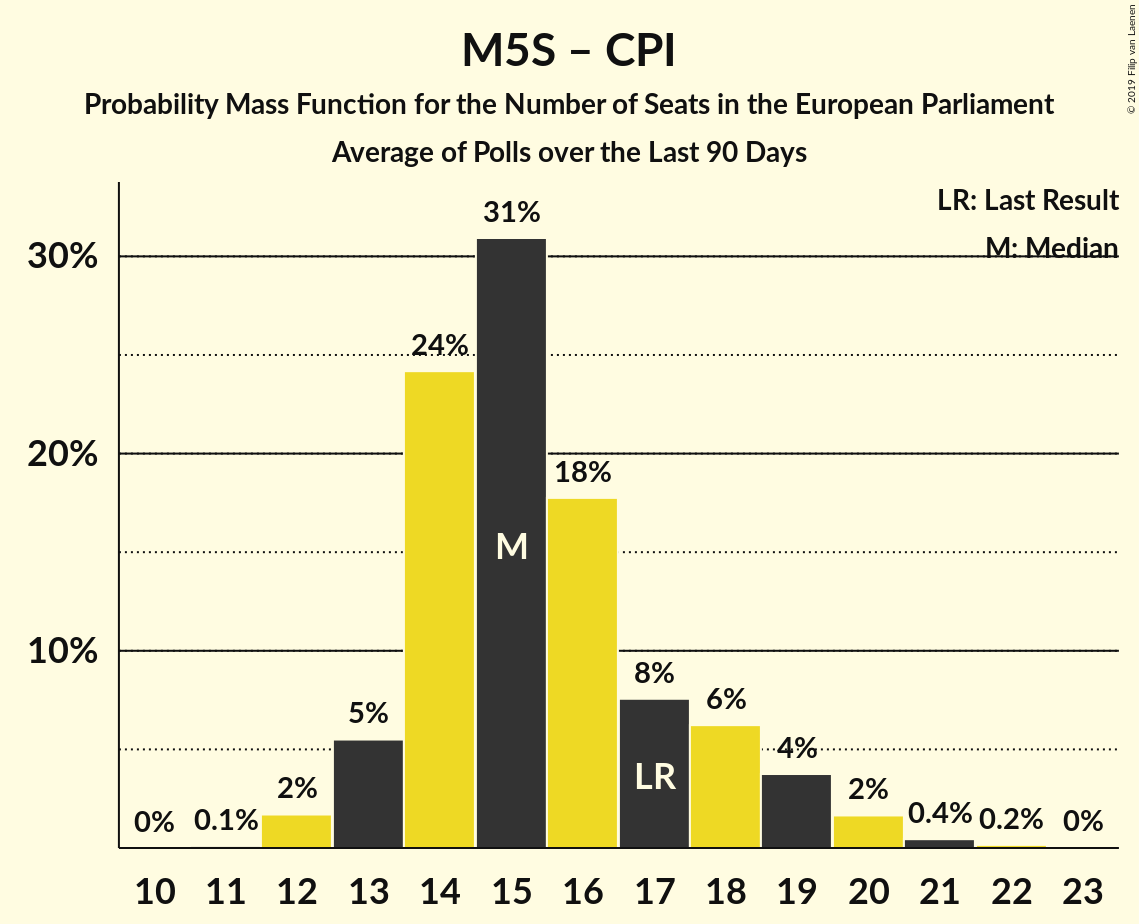 M5S – CPI
Probability Mass Function for the Number of Seats in the European Parliament
Average of Polls over the Last 90 Days
© 2019 Filip van Laenen
LR: Last Result
M: Median
30%
20%
10%
0%
0.1%
2%
5%
24%
31%
18%
8%
6%
4%
2%
0.4%
0.2%
0%
M
LR
10 11 12 13 14 15 16 17 18 19 20 21 22 23